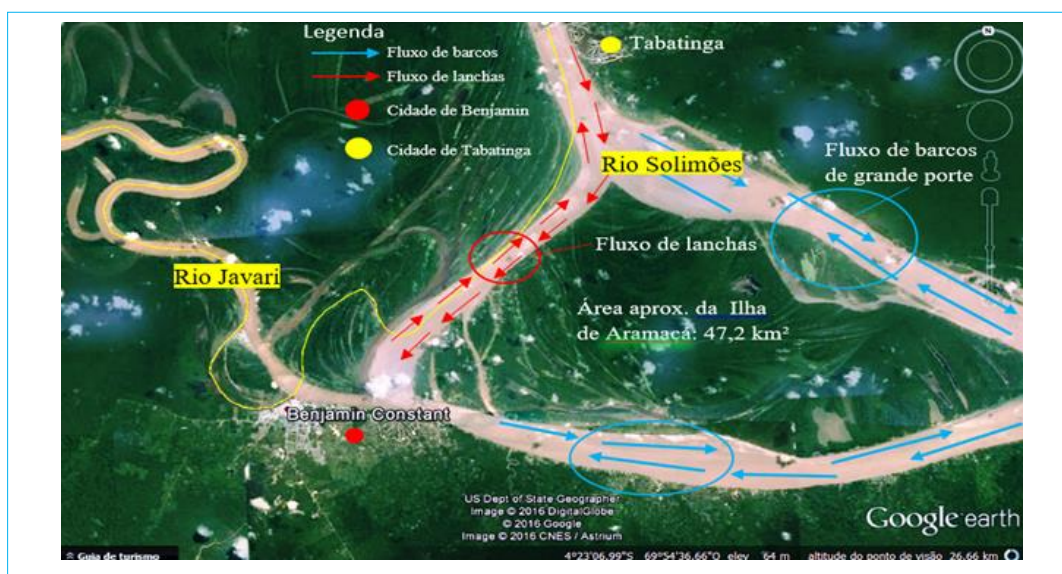 Legenda
Fluxo de barcos
Fluxo de lanchas
Cidade de Benjamin
Cidade de Tabatinga
Tabatinga
N
Rio Solimões
Fluxo de barcos
de grande porte
Fluxo de lanchas
Rio Javari
Área aprox. da Ilha
de Aramaçá: 47,2 km²
Benjamin Constant
US Dept of State Geographer
Image © 2016 DigitalGlobe
© 2016 Google
Image © 2016 CNES / Astrium
Google earth
Guia de turismo
4°23'06.99"S 69°54'36.66"O elev 64 m altitude do ponto de visão 26.66 km